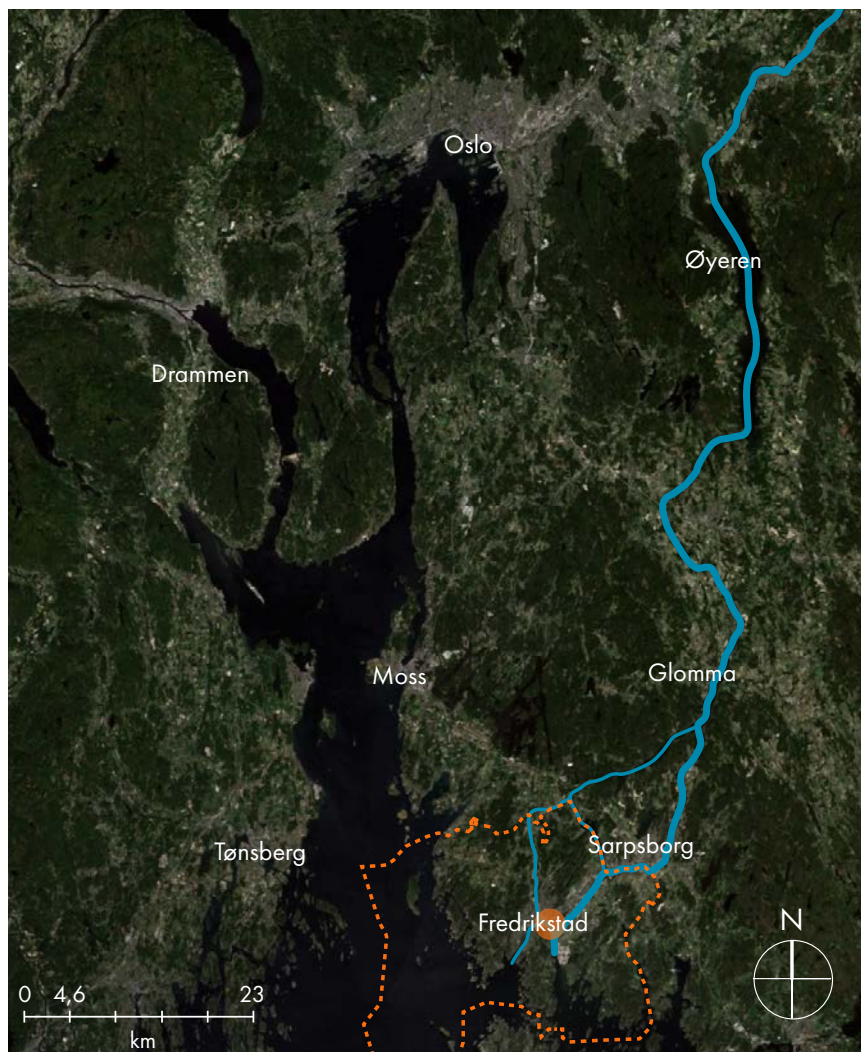 Oslo
Øyeren
Drammen
Glomma
Moss
Sarpsborg
Tønsberg
Fredrikstad
N
0 4,6 23
km